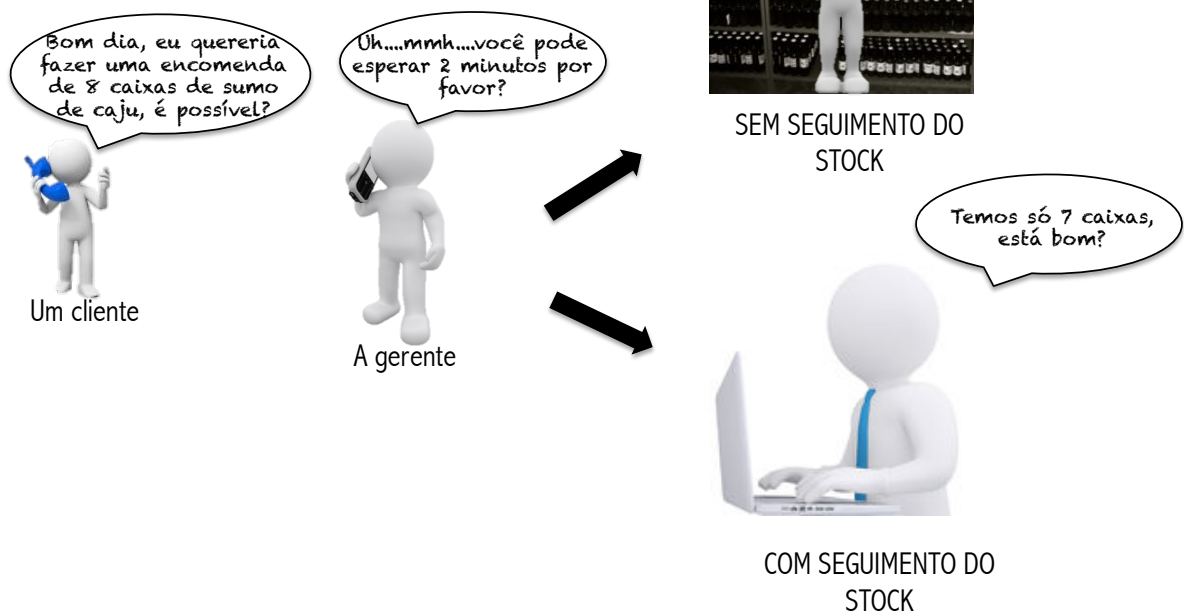 Bom dia, eu quereria
fazer uma encomenda
de 8 caixas de sumo
de caju, é possível?
Um cliente
Uh....mmh....você pode
esperar 2 minutos por
favor?
A gerente
SEM SEGUIMENTO DO
STOCK
Temos só 7 caixas,
está bom?
COM SEGUIMENTO DO
STOCK